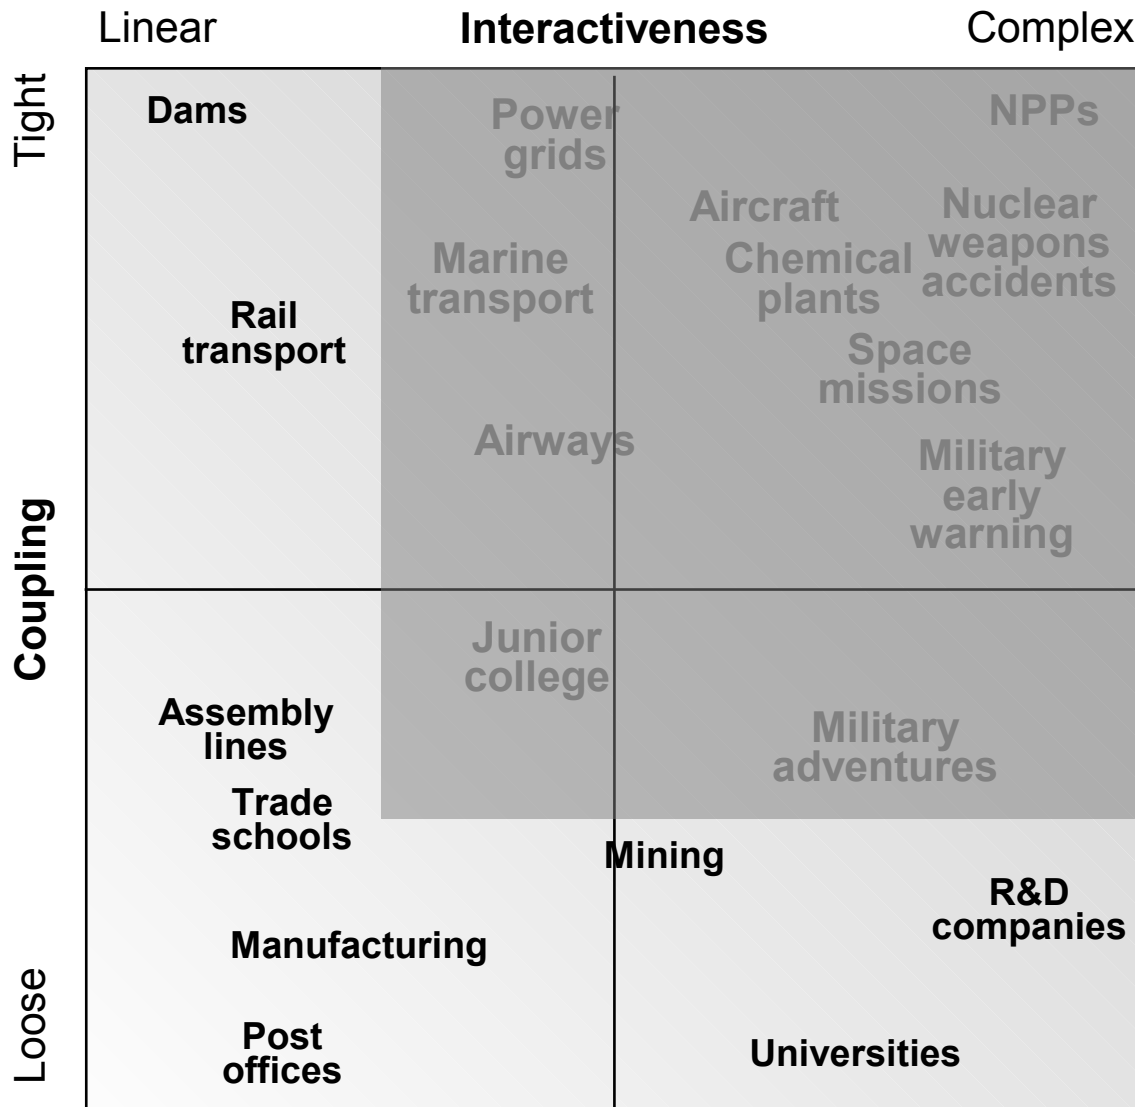 Linear Interactiveness Complex
Tight
Coupling
Loose
Dams
Power
grids
NPPs
Aircraft
Nuclear
weapons
accidents
Marine
transport
Chemical
plants
Rail
transport
Space
missions
Airways
Military
early
warning
Junior
college
Assembly
lines
Military
adventures
Trade
schools
Mining
R&D
companies
Manufacturing
Post
offices
Universities